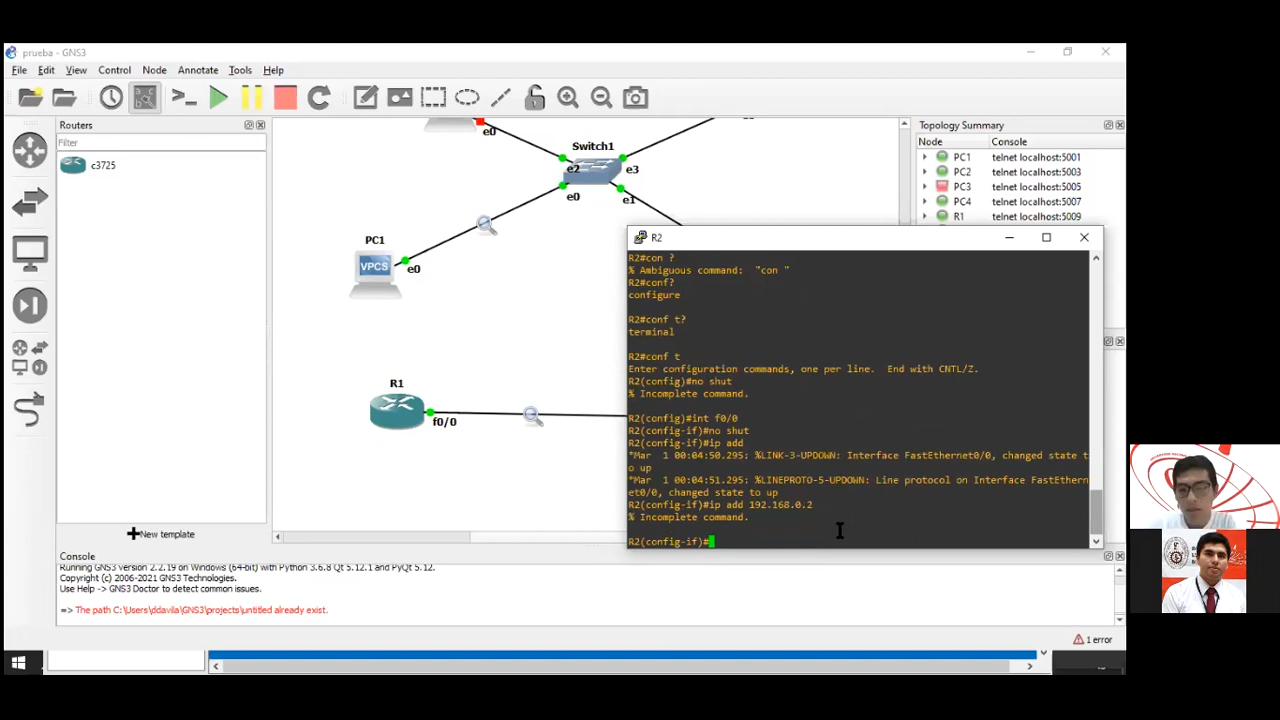 prueba - GNS3
File Edit View Control Node Annotate Tools Help
Routers
Filter
c3725
New template
e0
Switch1
e2
e3
e0
e1
PC1
VPCS
e0
R1
f0/0
Topology Summary
Node Console
PC1 telnet localhost:5001
PC2 telnet localhost:5003
PC3 telnet localhost:5005
PC4 telnet localhost:5007
R1 telnet localhost:5009
R2
R2#con ?
% Ambiguous command:  "con "
R2#conf?
configure
R2#conf t?
terminal
R2#conf t
Enter configuration commands, one per line.  End with CNTL/Z.
R2(config)#no shut
% Incomplete command.
R2(config)#int f0/0
R2(config-if)#no shut
R2(config-if)#ip add
*Mar  1 00:04:50.295: %LINK-3-UPDOWN: Interface FastEthernet0/0, changed state t
o up
*Mar  1 00:04:51.295: %LINEPROTO-5-UPDOWN: Line protocol on Interface FastEthern
et0/0, changed state to up
R2(config-if)#ip add 192.168.0.2
% Incomplete command.
R2(config-if)#
Console
Running GNS3 version 2.2.19 on Windows (64-bit) with Python 3.6.8 Qt 5.12.1 and PyQt 5.12.
Copyright (c) 2006-2021 GNS3 Technologies.
Use Help -> GNS3 Doctor to detect common issues.
=> The path C:\Users\ddavila\GNS3\projects\untitled already exist.
1 error